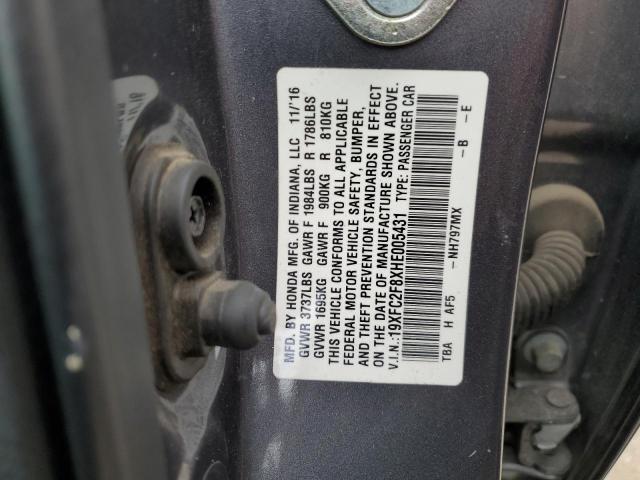 MFD. BY HONDA MFG. OF INDIANA, LLC 11/'16
GVWR 3737LBS GAWR F 1984LBS R 1786LBS
GVWR 1695KG GAWR F 900KG R 810KG
THIS VEHICLE CONFORMS TO ALL APPLICABLE
FEDERAL MOTOR VEHICLE SAFETY, BUMPER,
AND THEFT PREVENTION STANDARDS IN EFFECT
ON THE DATE OF MANUFACTURE SHOWN ABOVE.
V.I.N.:19XFC2F8XHE005431 TYPE: PASSENGER CAR
TBA H AF5 -NH797MX -B -E